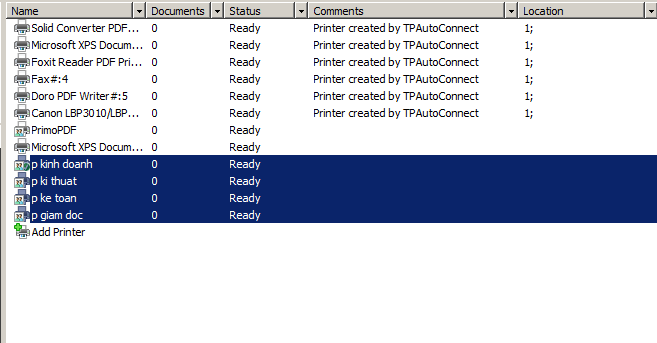 Name Documents Status Comments Location
Solid Converter PDF... 0 Ready Printer created by TPAutoConnect 1;
Microsoft XPS Docum... 0 Ready Printer created by TPAutoConnect 1;
Foxit Reader PDF Pri... 0 Ready Printer created by TPAutoConnect 1;
Fax#:4 0 Ready Printer created by TPAutoConnect 1;
Doro PDF Writer#:5 0 Ready Printer created by TPAutoConnect 1;
Canon LBP3010/LBP... 0 Ready Printer created by TPAutoConnect 1;
PrimoPDF 0 Ready
Microsoft XPS Docum... 0 Ready
p kinh doanh 0 Ready
p ki thuat 0 Ready
p ke toan 0 Ready
p giam doc 0 Ready
Add Printer